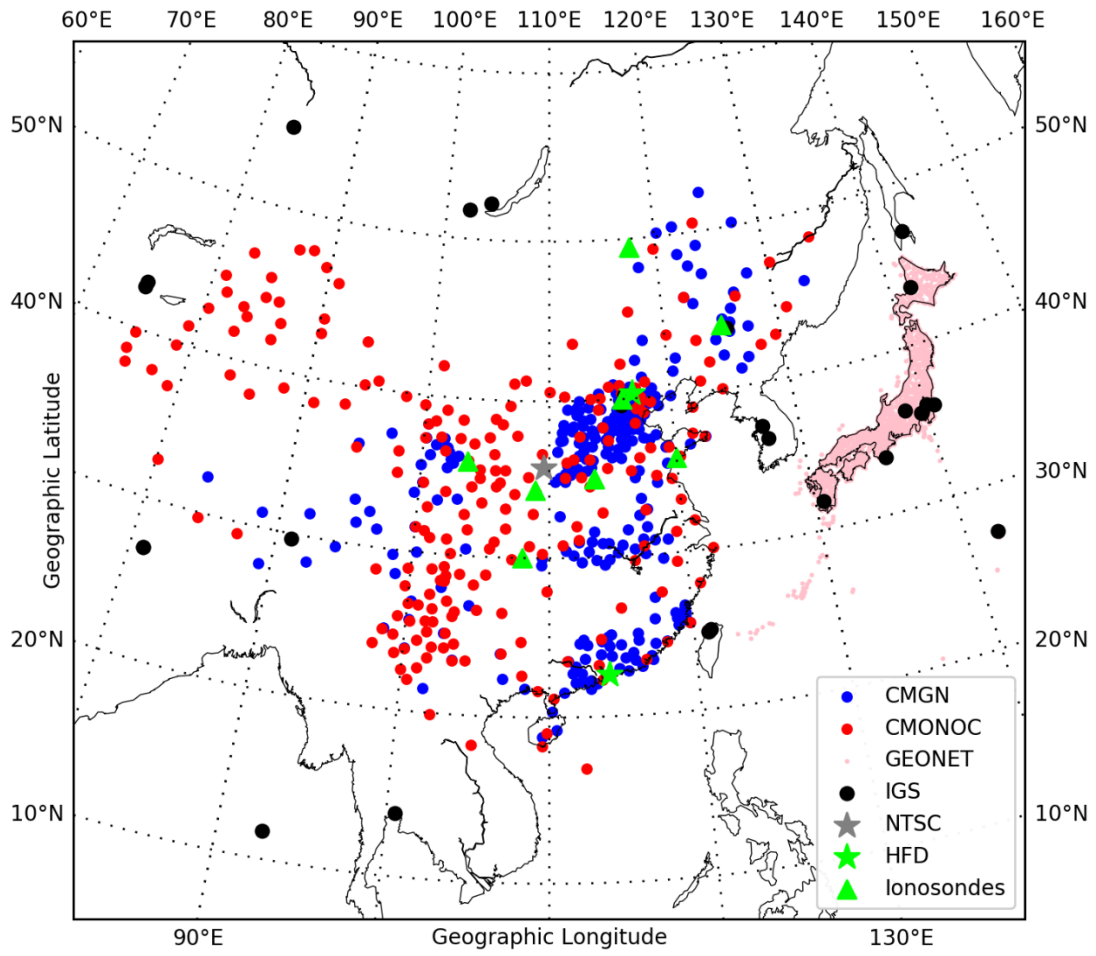 60°E 70°E 80°E 90°E 100°E 110°E 120°E 130°E 140°E 150°E 160°E
50°N 50°N
40°N 40°N
30°N
20°N 20°N
10°N 10°N
Geographic Latitude
CMGN
CMONOC
GEONET
IGS
NTSC
HFD
Ionosondes
90°E Geographic Longitude 130°E